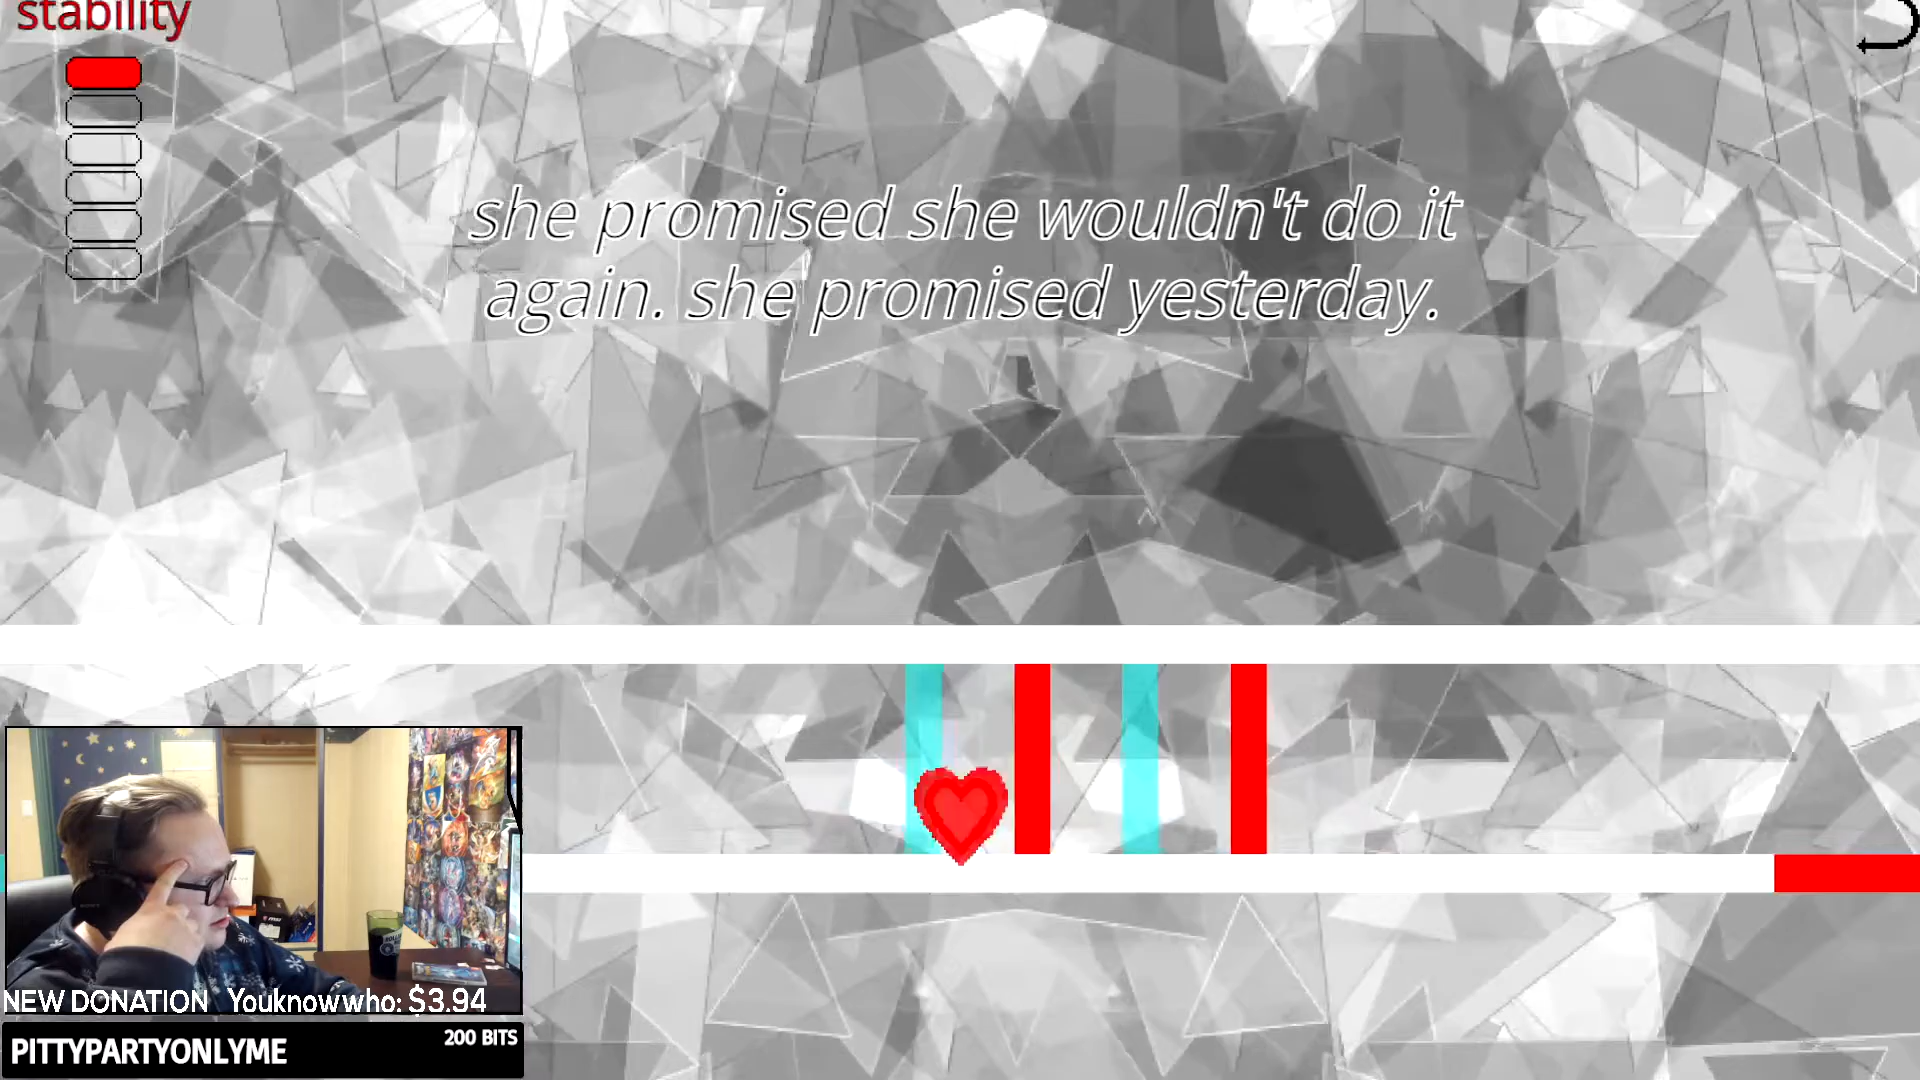 stability
she promised she wouldn't do it
again. she promised yesterday.
NEW DONATION Youknowwho: $3.94
200 BITS
PITTYPARTYONLYME